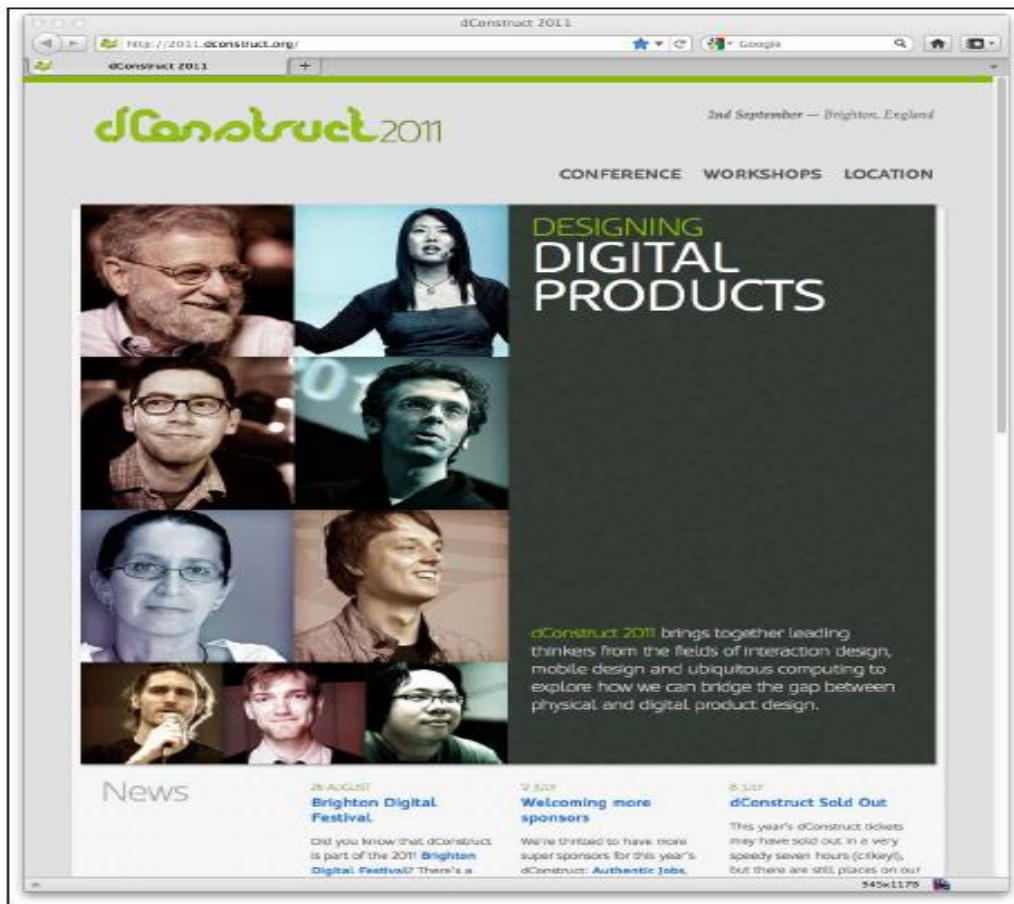 dConstruct 2011
http://2011.dconstruct.org/
Google
dConstruct 2011
dConstruct 2011
2nd September — Brighton, England
CONFERENCE WORKSHOPS LOCATION
DESIGNING
DIGITAL
PRODUCTS
dConstruct 2011 brings together leading
thinkers from the fields of interaction design,
mobile design and ubiquitous computing to
explore how we can bridge the gap between
physical and digital product design.
News
26 AUGUST
Brighton Digital
Festival
Did you know that dConstruct
is part of the 2011 Brighton
Digital Festival? There's a
12 JULY
Welcoming more
sponsors
We're thrilled to have more
super sponsors for this year's
dConstruct: Authentic Jobs,
JULY
dConstruct Sold Out
This year's dConstruct tickets
may have sold out in a very
speedy seven hours (crikey!),
but there are still places on our
945x1178